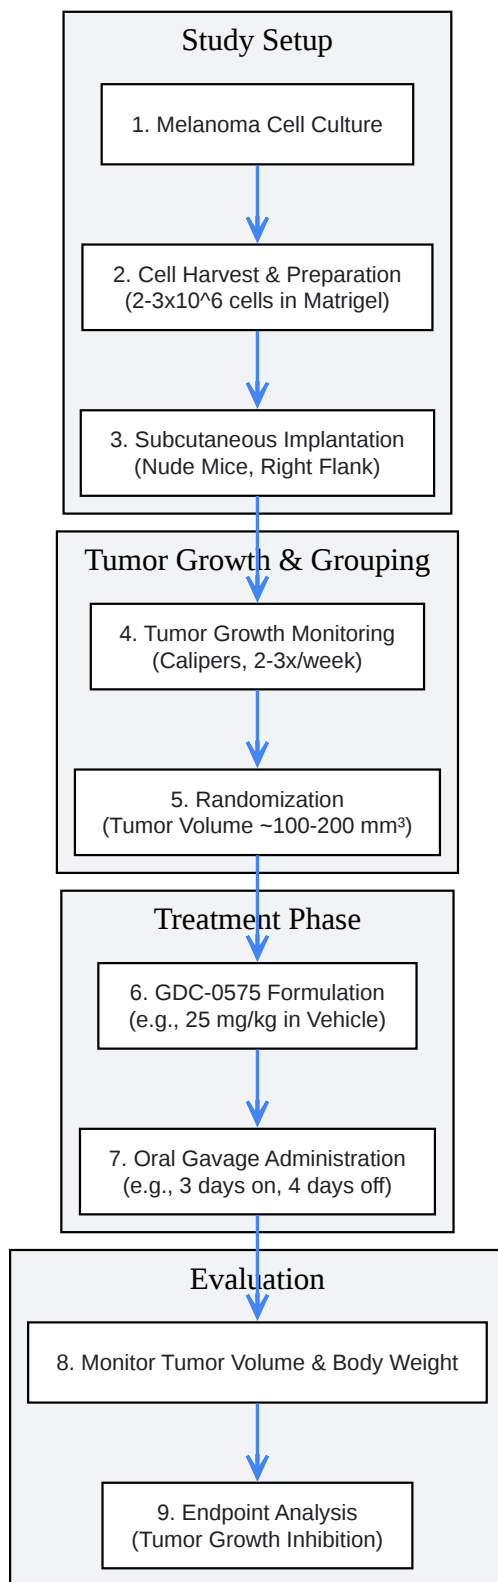 Study Setup
1. Melanoma Cell Culture
2. Cell Harvest & Preparation
(2-3x10^6 cells in Matrigel)
3. Subcutaneous Implantation
(Nude Mice, Right Flank)
Tumor Growth & Grouping
4. Tumor Growth Monitoring
(Calipers, 2-3x/week)
5. Randomization
(Tumor Volume ~100-200 mm³)
Treatment Phase
6. GDC-0575 Formulation
(e.g., 25 mg/kg in Vehicle)
7. Oral Gavage Administration
(e.g., 3 days on, 4 days off)
Evaluation
8. Monitor Tumor Volume & Body Weight
9. Endpoint Analysis
(Tumor Growth Inhibition)